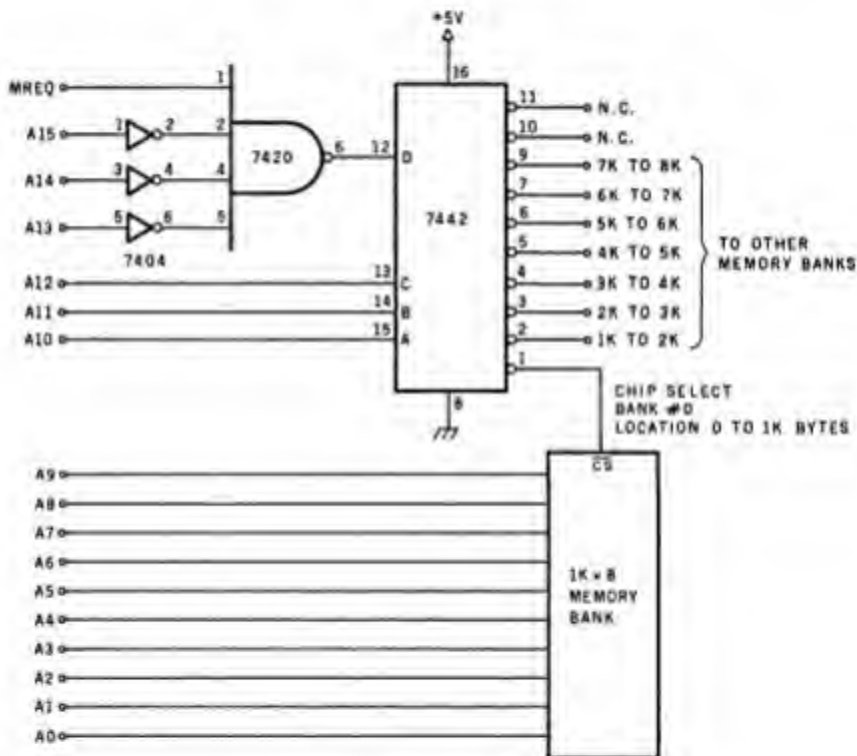 +5V
16
MREQ
1
11
N.C.
A15
1
2
2
10
N.C.
7420
6
12
D
9
7K TO 8K
A14
3
4
4
7
6K TO 7K
7442
6
5K TO 6K
A13
5
6
5
5
4K TO 5K
TO OTHER
MEMORY BANKS
7404
A12
13
C
4
3K TO 4K
A11
14
B
3
2K TO 3K
A10
15
A
2
1K TO 2K
1
8
CHIP SELECT
BANK #0
LOCATION 0 TO 1K BYTES
CS
A9
A8
A7
A6
A5
1K × 8
MEMORY
BANK
A4
A3
A2
A1
A0